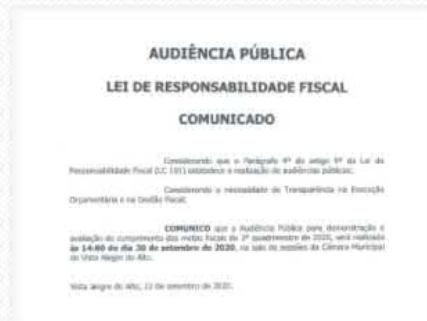 AUDIÊNCIA PÚBLICA
LEI DE RESPONSABILIDADE FISCAL
COMUNICADO
Considerando que o Parágrafo 4º do artigo 9º da Lei de
Responsabilidade Fiscal (LC 101) estabelece a realização de audiências públicas;
Considerando a necessidade de Transparência na Execução
Orçamentária e na Gestão Fiscal;
COMUNICO que a Audiência Pública para demonstração e
avaliação do cumprimento das metas fiscais do 2º quadrimestre de 2020, será realizada
às 14:00 do dia de setembro de 2020, na sala de sessões da Câmara Municipal
de Vista Alegre do Alto.
Vista alegre do Alto, de setembro de 2020.